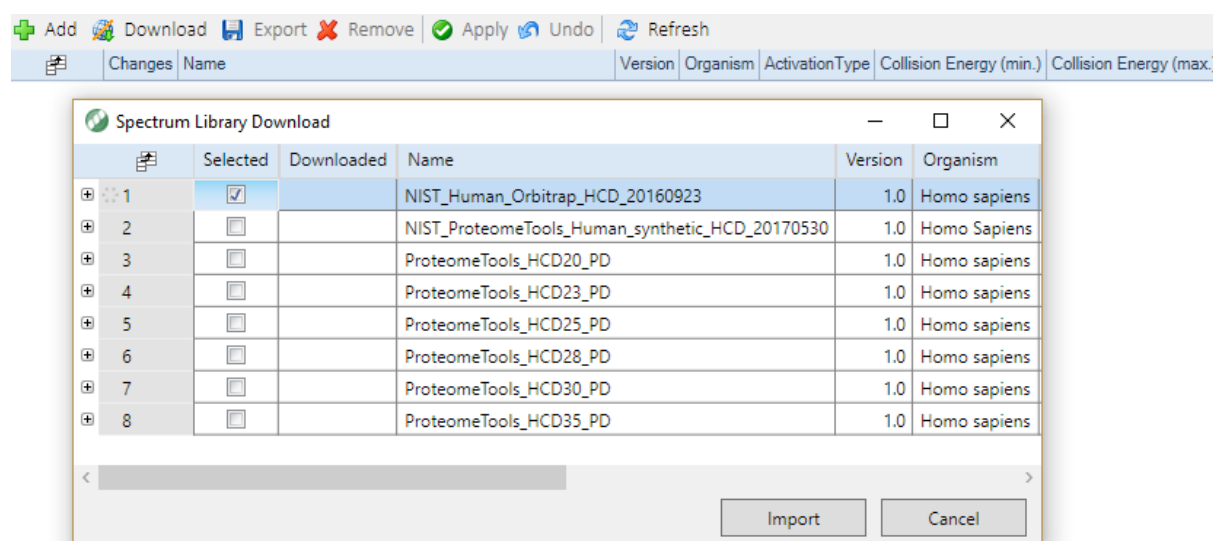 Add Download Export Remove Apply Undo Refresh
Changes Name Version Organism ActivationType Collision Energy (min.) Collision Energy (max.)
Spectrum Library Download
Selected Downloaded Name Version Organism
1 NIST_Human_Orbitrap_HCD_20160923 1.0 Homo sapiens
2 NIST_ProteomeTools_Human_synthetic_HCD_20170530 1.0 Homo Sapiens
3 ProteomeTools_HCD20_PD 1.0 Homo sapiens
4 ProteomeTools_HCD23_PD 1.0 Homo sapiens
5 ProteomeTools_HCD25_PD 1.0 Homo sapiens
6 ProteomeTools_HCD28_PD 1.0 Homo sapiens
7 ProteomeTools_HCD30_PD 1.0 Homo sapiens
8 ProteomeTools_HCD35_PD 1.0 Homo sapiens
Import Cancel